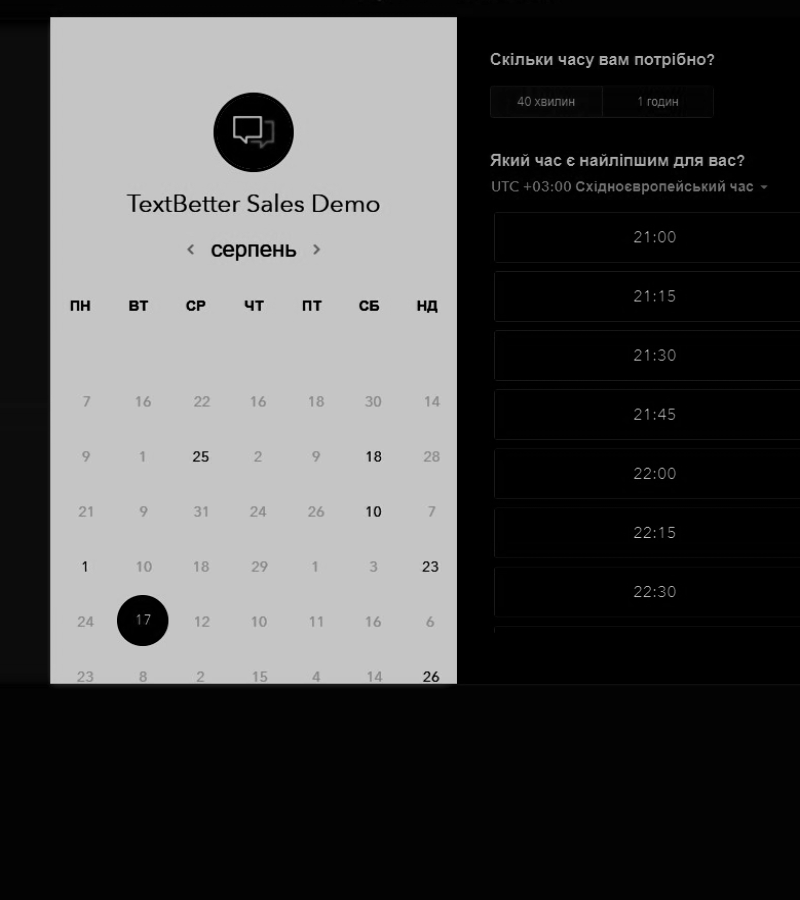 TextBetter Sales Demo
серпень
ПН ВТ СР ЧТ ПТ СБ НД
7 16 22 16 18 30 14
9 1 25 2 9 18 28
21 9 31 24 26 10 7
1 10 18 29 1 3 23
24 17 12 10 11 16 6
23 8 2 15 4 14 26
Скільки часу вам потрібно?
40 хвилин 1 годин
Який час є найліпшим для вас?
UTC +03:00 Східноєвропейський час
21:00
21:15
21:30
21:45
22:00
22:15
22:30